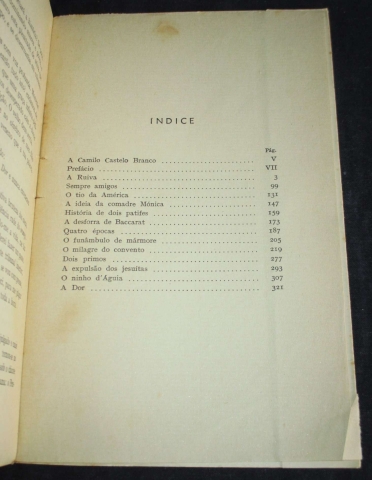 ÍNDICE
Pág.
A Camilo Castelo Branco V
Prefácio VII
A Ruiva 3
Sempre amigos 99
O tio da América 131
A ideia da comadre Mónica 147
História de dois patifes 159
A desforra de Baccarat 173
Quatro épocas 187
O funâmbulo de mármore 205
O milagre do convento 219
Dois primos 277
A expulsão dos jesuítas 293
O ninho d'Águia 307
A Dor 321